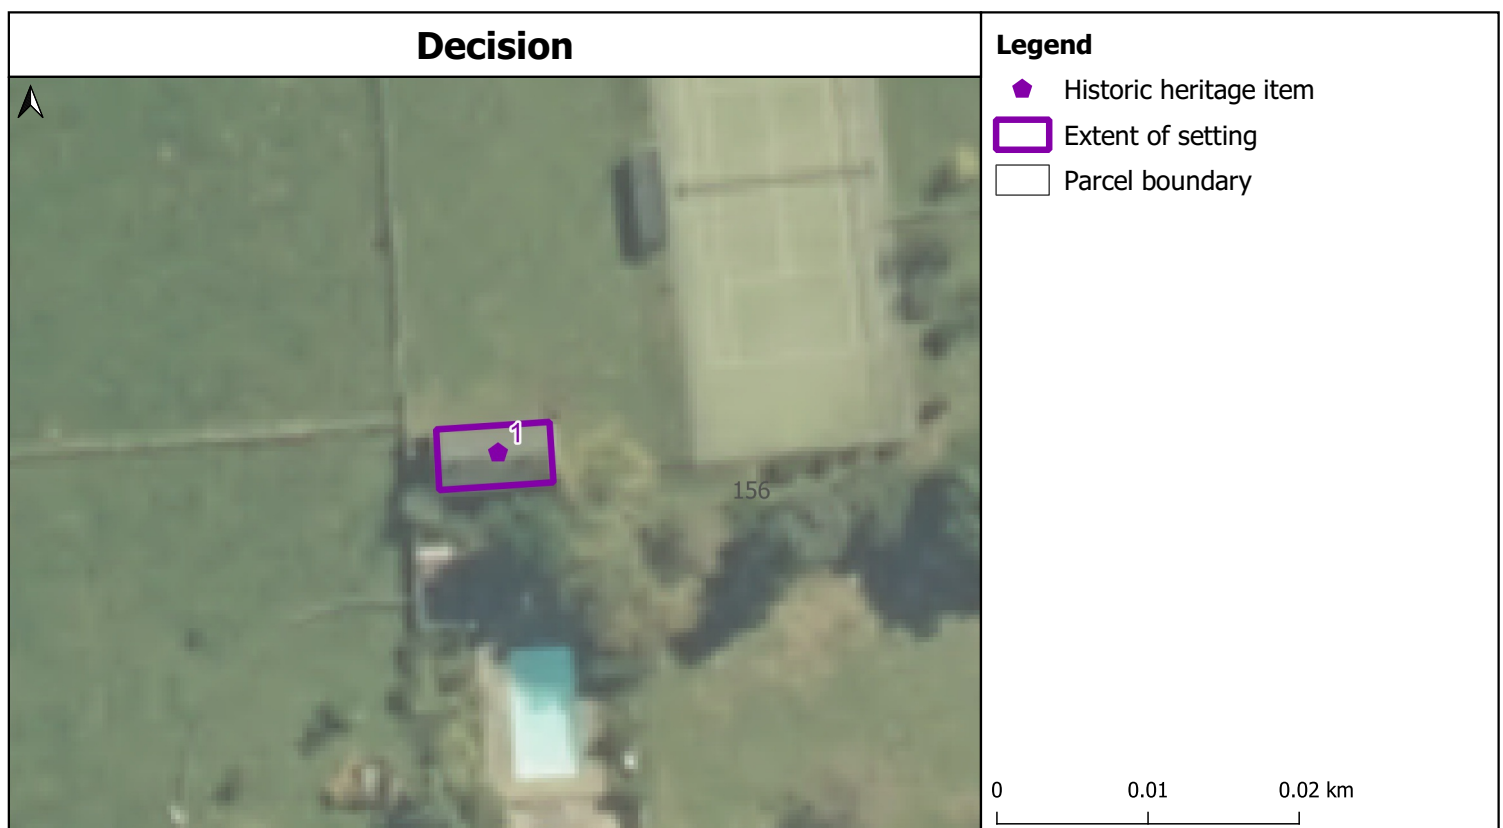 Decision
1
156
Legend
Historic heritage item
Extent of setting
Parcel boundary
0 0.01 0.02 km